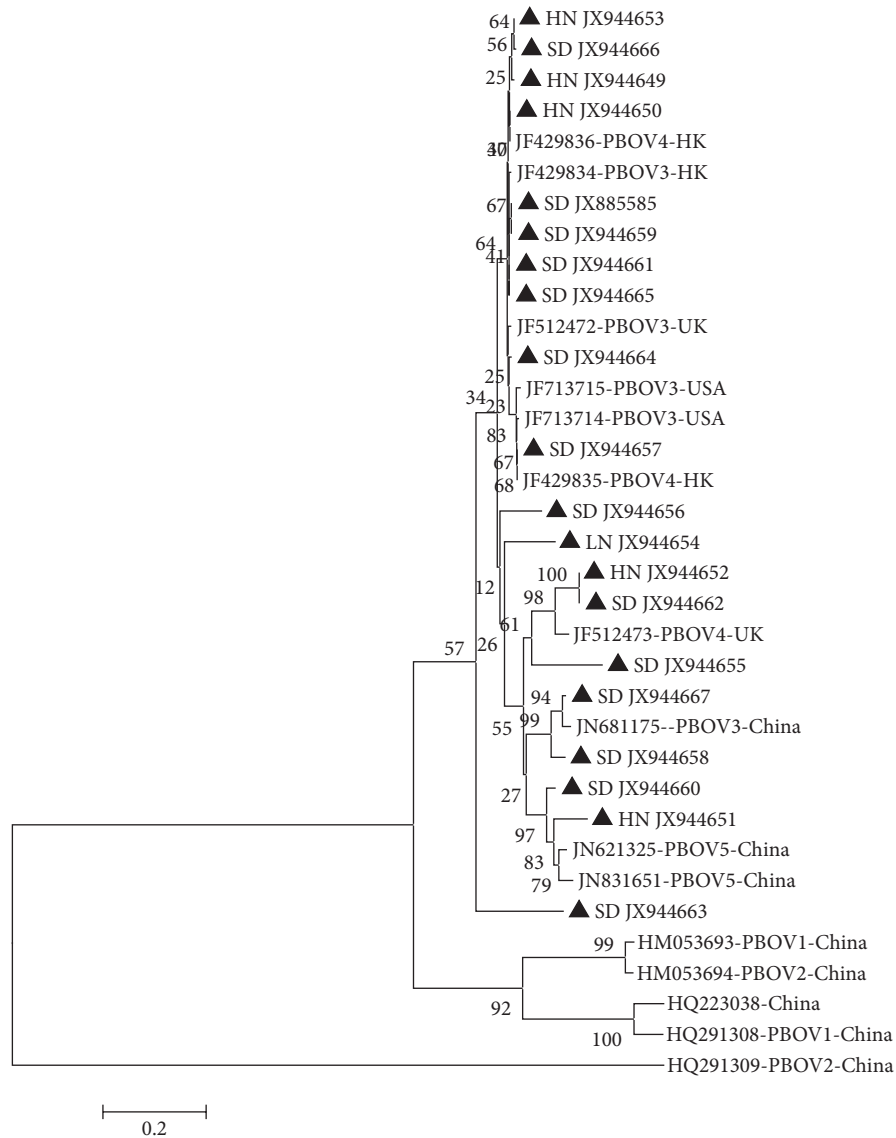 64
HN JX944653
56
SD JX944666
25
HN JX944649
HN JX944650
JF429836-PBOV4-HK
JF429834-PBOV3-HK
67
SD JX885585
SD JX944659
64
41
SD JX944661
SD JX944665
JF512472-PBOV3-UK
SD JX944664
25
JF713715-PBOV3-USA
34
23
JF713714-PBOV3-USA
83
SD JX944657
67
68
JF429835-PBOV4-HK
SD JX944656
LN JX944654
100
HN JX944652
12
98
SD JX944662
61
JF512473-PBOV4-UK
57
26
SD JX944655
94
SD JX944667
55
99
JN681175--PBOV3-China
SD JX944658
27
SD JX944660
HN JX944651
97
JN621325-PBOV5-China
83
79
JN831651-PBOV5-China
SD JX944663
99
HM053693-PBOV1-China
HM053694-PBOV2-China
92
HQ223038-China
100
HQ291308-PBOV1-China
HQ291309-PBOV2-China
0.2